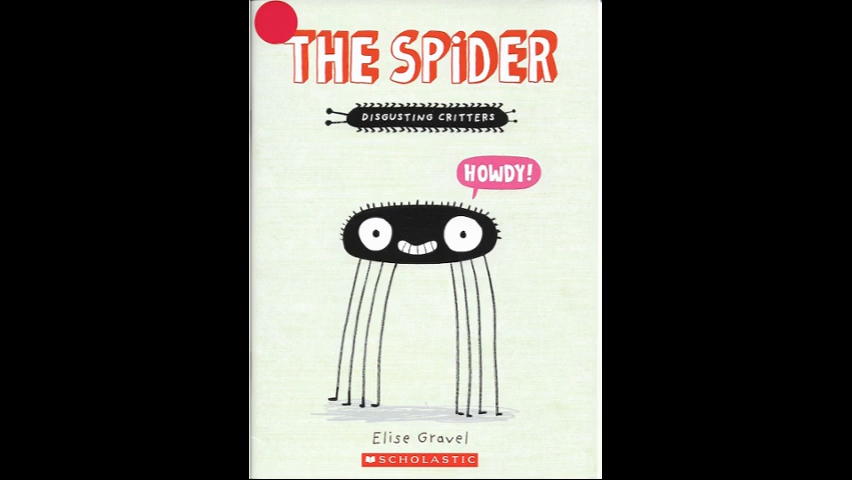 THE SPiDER
DISGUSTING CRITTERS
HOWDY!
Elise Gravel
SCHOLASTIC